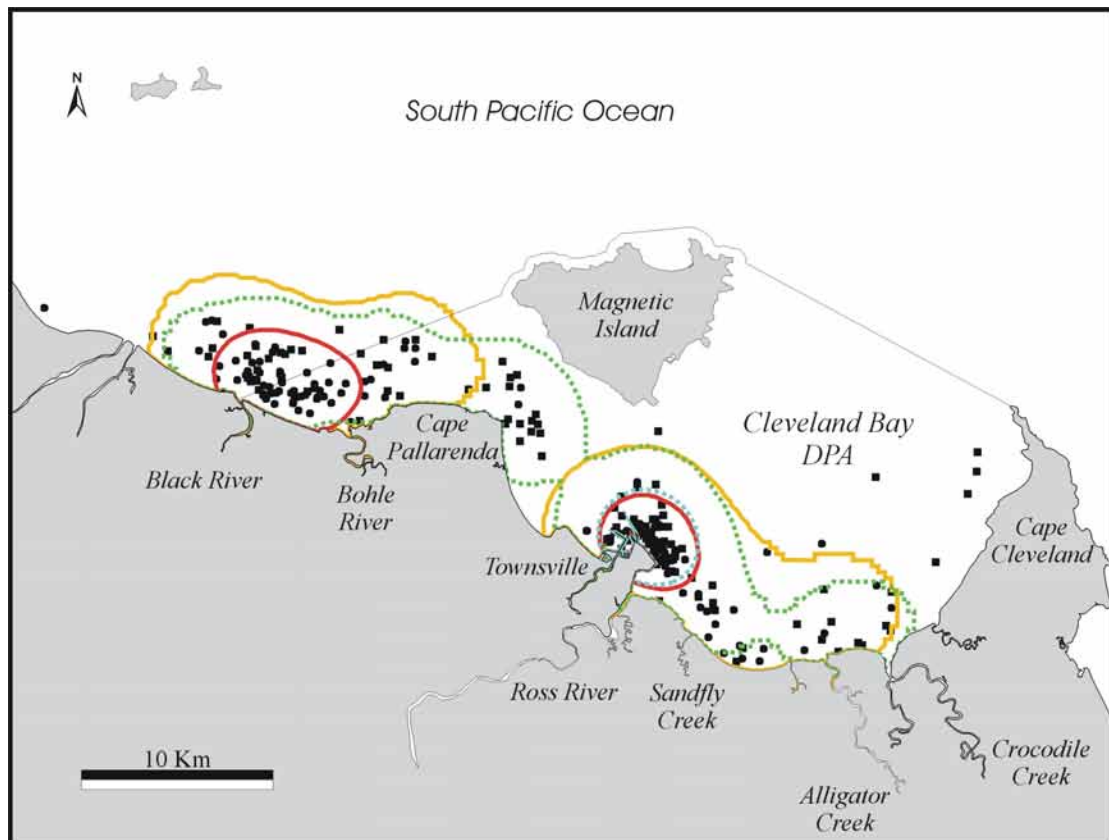 N
South Pacific Ocean
Magnetic
Island
Cleveland Bay
DPA
Cape
Pallarenda
Black River
Bohle
River
Cape
Cleveland
Townsville
Ross River
Sandfly
Creek
10 Km
Crocodile
Creek
Alligator
Creek